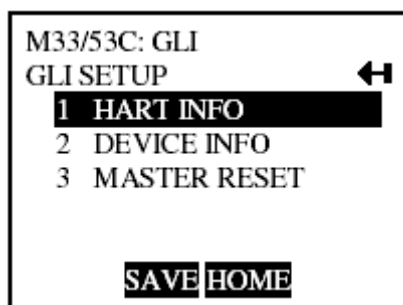 M33/53C: GLI
GLI SETUP
1 HART INFO
2 DEVICE INFO
3 MASTER RESET
SAVE HOME